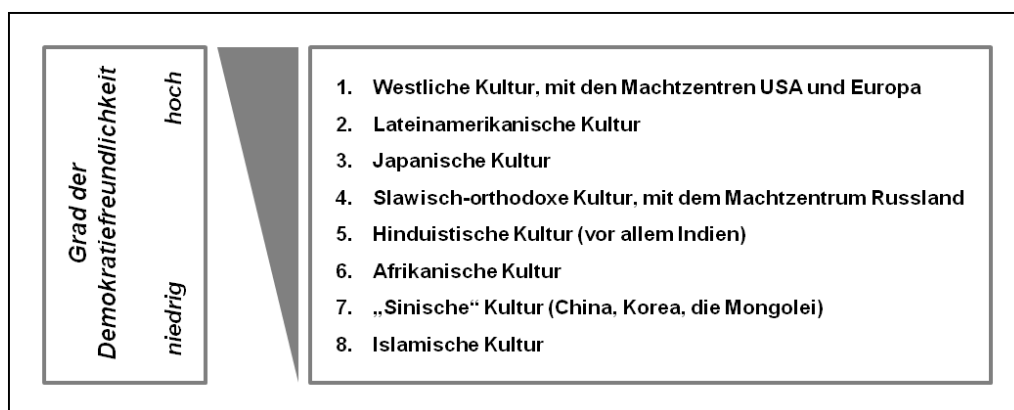 Grad der
Demokratiefreundlichkeit
hoch
niedrig
1. Westliche Kultur, mit den Machtzentren USA und Europa
2. Lateinamerikanische Kultur
3. Japanische Kultur
4. Slawisch-orthodoxe Kultur, mit dem Machtzentrum Russland
5. Hinduistische Kultur (vor allem Indien)
6. Afrikanische Kultur
7. „Sinische“ Kultur (China, Korea, die Mongolei)
8. Islamische Kultur